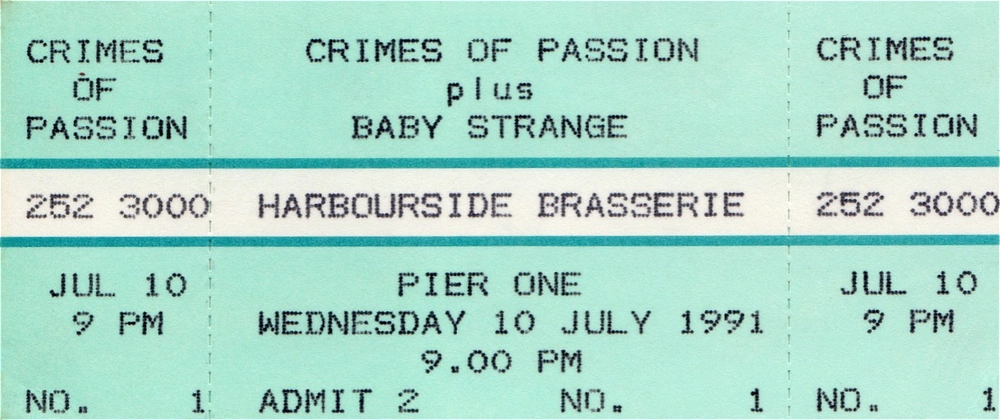 CRIMES
OF
PASSION
252 3000
JUL 10
9 PM
NO. 1
CRIMES OF PASSION
plus
BABY STRANGE
HARBOURSIDE BRASSERIE
PIER ONE
WEDNESDAY 10 JULY 1991
9.00 PM
ADMIT 2 NO. 1
CRIMES
OF
PASSION
252 3000
JUL 10
9 PM
NO. 1